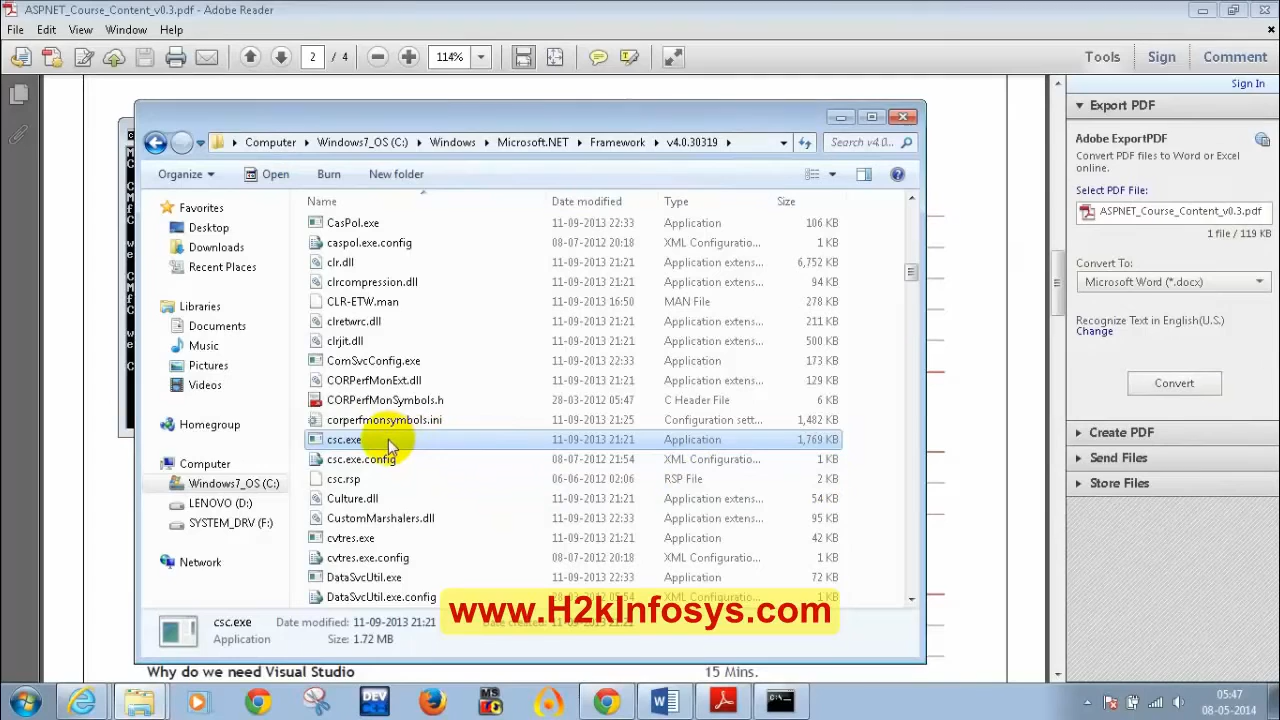 ASPNET_Course_Content_v0.3.pdf - Adobe Reader
File Edit View Window Help
2 / 4 114% Tools Sign Comment
Sign In
Export PDF
Adobe ExportPDF
Convert PDF files to Word or Excel online.
Select PDF File:
ASPNET_Course_Content_v0.3.pdf
1 file / 119 KB
Convert To:
Microsoft Word (*.docx)
Recognize Text in English(U.S.)
Change
Convert
Create PDF
Send Files
Store Files
Computer Windows7_OS (C:) Windows Microsoft.NET Framework v4.0.30319 Search v4.0...
Organize Open Burn New folder
Favorites
Desktop
Downloads
Recent Places
Libraries
Documents
Music
Pictures
Videos
Homegroup
Computer
Windows7_OS (C:)
LENOVO (D:)
SYSTEM_DRV (F:)
Network
Name Date modified Type Size
CasPol.exe 11-09-2013 22:33 Application 106 KB
caspol.exe.config 08-07-2012 20:18 XML Configuratio... 1 KB
clr.dll 11-09-2013 21:21 Application extens... 6,752 KB
clrcompression.dll 11-09-2013 21:21 Application extens... 94 KB
CLR-ETW.man 11-09-2013 16:50 MAN File 278 KB
clretwrc.dll 11-09-2013 21:21 Application extens... 211 KB
clrjit.dll 11-09-2013 21:21 Application extens... 500 KB
ComSvcConfig.exe 11-09-2013 22:33 Application 173 KB
CORPerfMonExt.dll 11-09-2013 21:21 Application extens... 129 KB
CORPerfMonSymbols.h 28-03-2012 05:47 C Header File 6 KB
corperfmonsymbols.ini 11-09-2013 21:25 Configuration sett... 1,482 KB
csc.exe 11-09-2013 21:21 Application 1,769 KB
csc.exe.config 08-07-2012 21:54 XML Configuratio... 1 KB
csc.rsp 06-06-2012 02:06 RSP File 2 KB
Culture.dll 11-09-2013 21:21 Application extens... 54 KB
CustomMarshalers.dll 11-09-2013 22:33 Application extens... 95 KB
cvtres.exe 11-09-2013 21:21 Application 42 KB
cvtres.exe.config 08-07-2012 20:18 XML Configuratio... 1 KB
DataSvcUtil.exe 11-09-2013 22:33 Application 72 KB
DataSvcUtil.exe.config
www.H2kInfosys.com
csc.exe Date modified: 11-09-2013 21:21
Application Size: 1.72 MB
Why do we need Visual Studio 15 Mins.
DEV
MS
05:47
08-05-2014